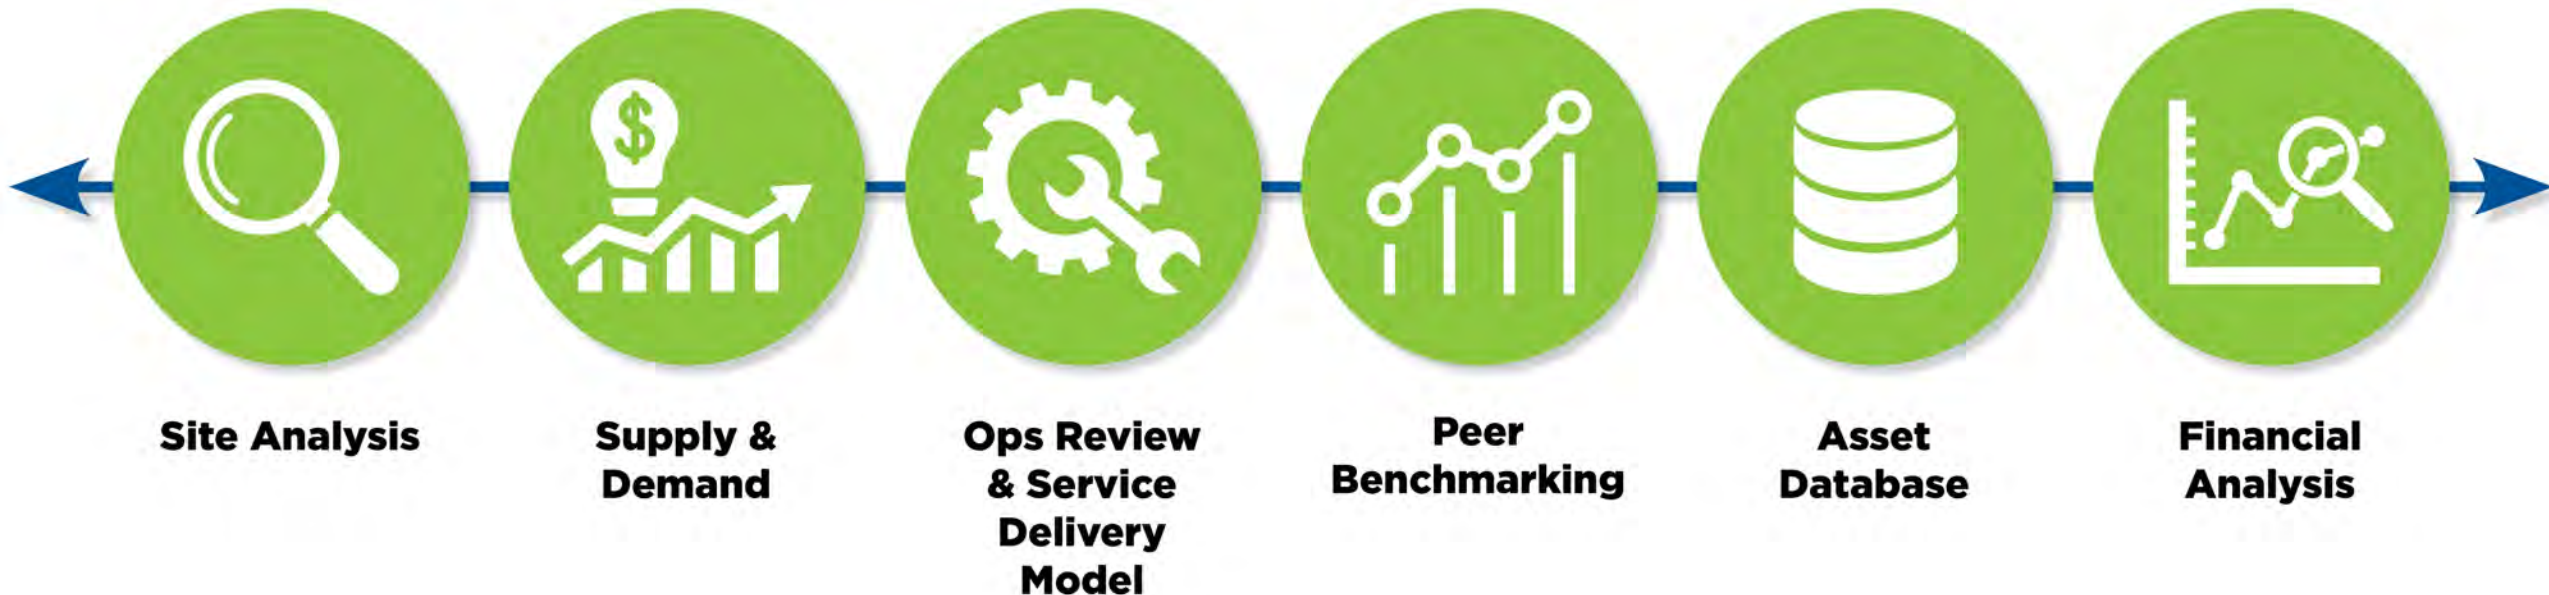 Site Analysis
Supply &
Demand
Ops Review
& Service
Delivery
Model
Peer
Benchmarking
Asset
Database
Financial
Analysis
$